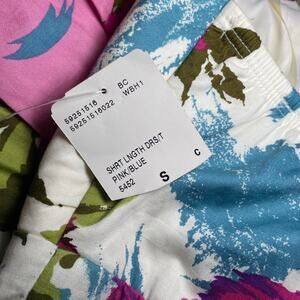 59251516 BC
59251516022 WBH1
SHRT LNGTH DRS/T
PINK/BLUE
5452 S C